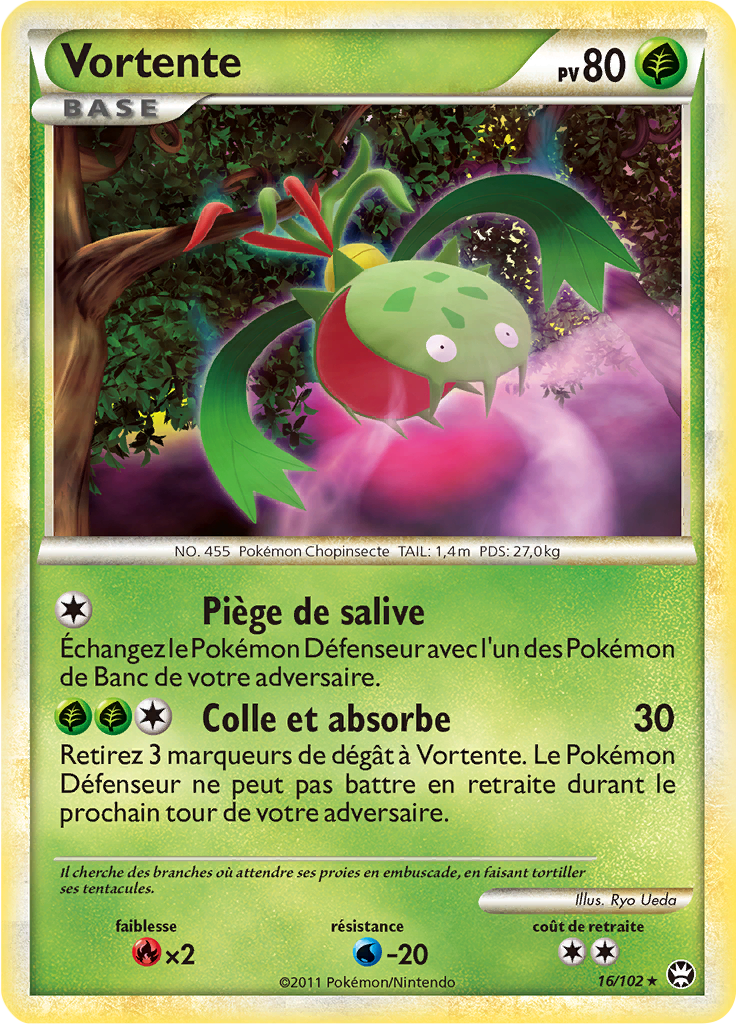 Vortente
PV 80
BASE
NO. 455 Pokémon Chopinsecte TAIL: 1,4 m PDS: 27,0 kg
Piège de salive
Échangez le Pokémon Défenseur avec l'un des Pokémon
de Banc de votre adversaire.
Colle et absorbe 30
Retirez 3 marqueurs de dégât à Vortente. Le Pokémon
Défenseur ne peut pas battre en retraite durant le
prochain tour de votre adversaire.
Il cherche des branches où attendre ses proies en embuscade, en faisant tortiller
ses tentacules.
Illus. Ryo Ueda
faiblesse résistance coût de retraite
×2 -20
©2011 Pokémon/Nintendo 16/102 ★